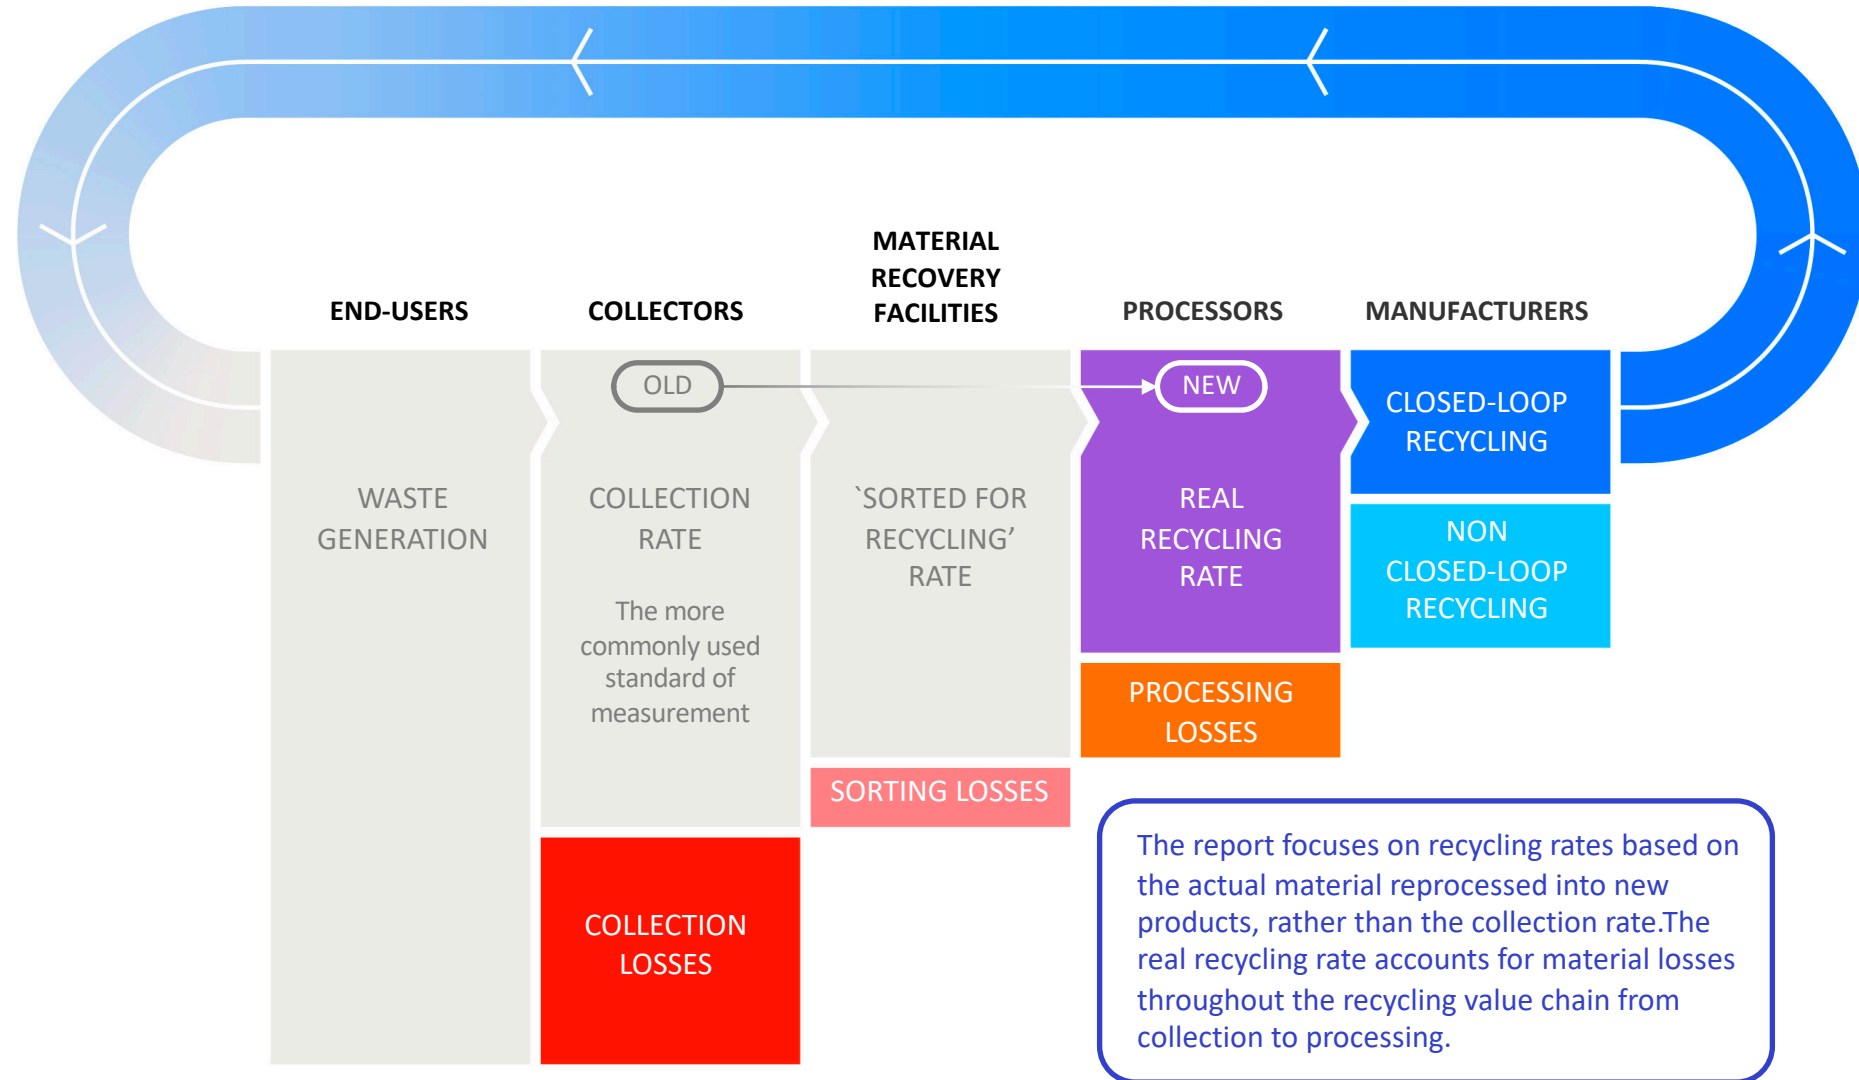 END-USERS
COLLECTORS
MATERIAL
RECOVERY
FACILITIES
PROCESSORS
MANUFACTURERS
WASTE
GENERATION
OLD
COLLECTION
RATE
The more
commonly used
standard of
measurement
COLLECTION
LOSSES
`SORTED FOR
RECYCLING’
RATE
SORTING LOSSES
NEW
REAL
RECYCLING
RATE
PROCESSING
LOSSES
CLOSED-LOOP
RECYCLING
NON
CLOSED-LOOP
RECYCLING
The report focuses on recycling rates based on
the actual material reprocessed into new
products, rather than the collection rate.The
real recycling rate accounts for material losses
throughout the recycling value chain from
collection to processing.